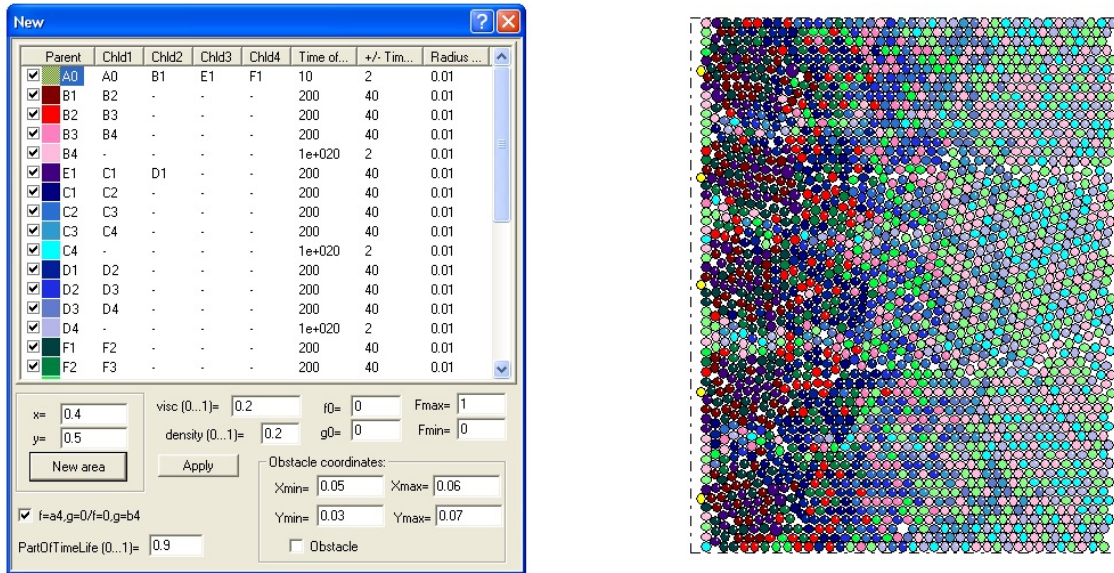 New
Parent Chld1 Chld2 Chld3 Chld4 Time of... +/- Tim... Radius ...
A0 A0 B1 E1 F1 10 2 0.01
B1 B2 - - - 200 40 0.01
B2 B3 - - - 200 40 0.01
B3 B4 - - - 200 40 0.01
B4 - - - - 1e+020 2 0.01
E1 C1 D1 - - 200 40 0.01
C1 C2 - - - 200 40 0.01
C2 C3 - - - 200 40 0.01
C3 C4 - - - 200 40 0.01
C4 - - - - 1e+020 2 0.01
D1 D2 - - - 200 40 0.01
D2 D3 - - - 200 40 0.01
D3 D4 - - - 200 40 0.01
D4 - - - - 1e+020 2 0.01
F1 F2 - - - 200 40 0.01
F2 F3 - - - 200 40 0.01
x= 0.4 visc (0...1)= 0.2 f0= 0 Fmax= 1
y= 0.5 density (0...1)= 0.2 g0= 0 Fmin= 0
New area Apply Obstacle coordinates:
Xmin= 0.05 Xmax= 0.06
f=a4,g=0/f=0,g=b4 Ymin= 0.03 Ymax= 0.07
PartOfTimeLife (0...1)= 0.9 Obstacle